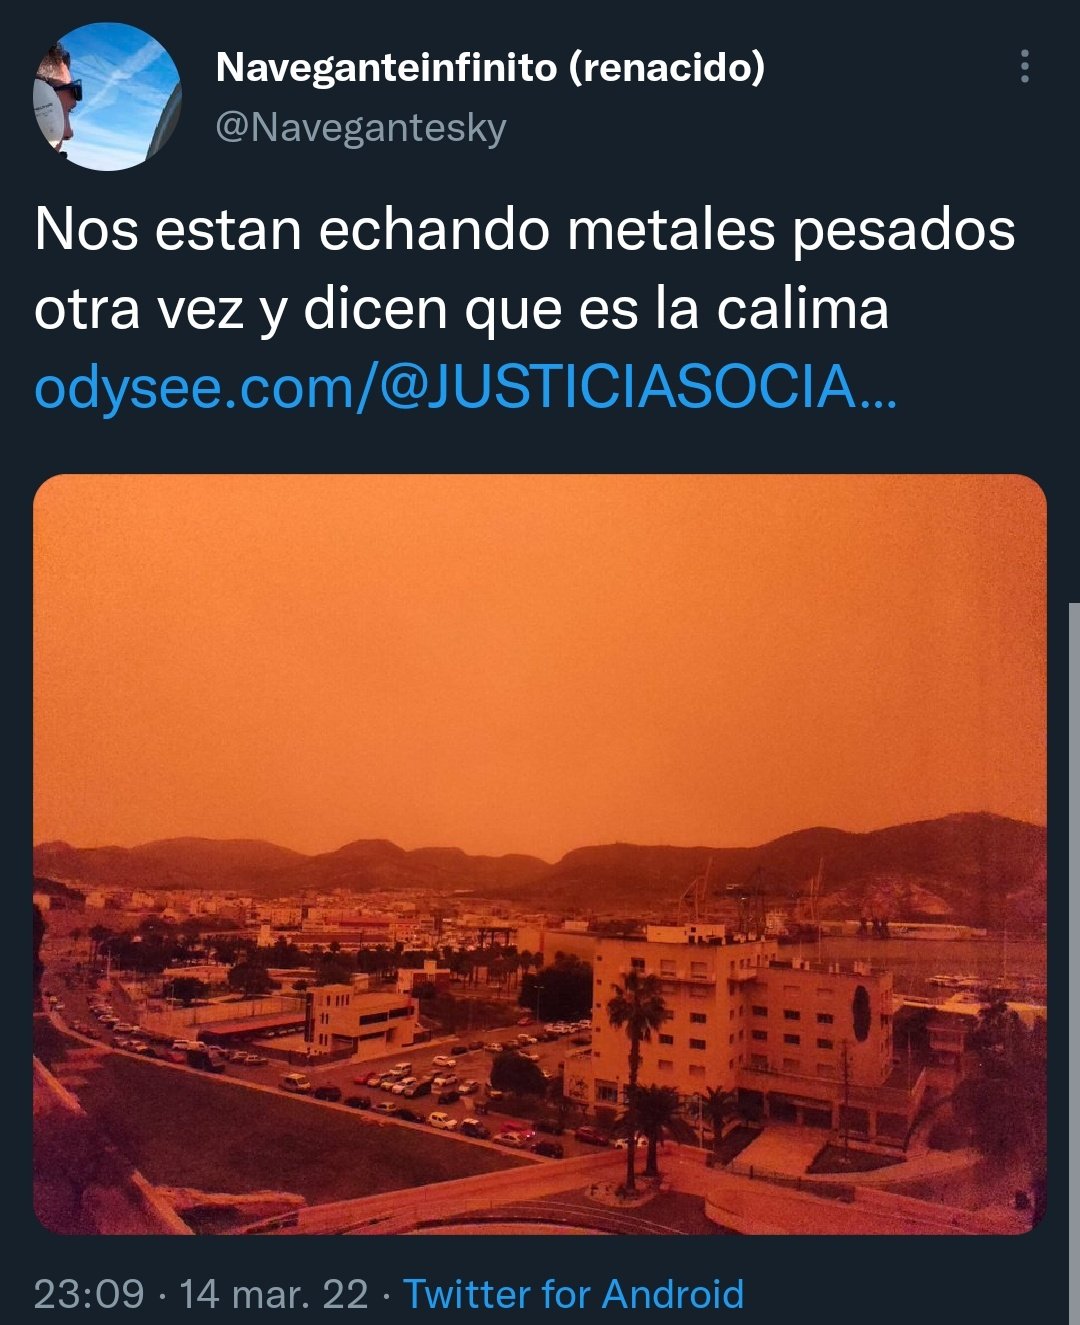 Naveganteinfinito (renacido)
@Navegantesky
Nos estan echando metales pesados
otra vez y dicen que es la calima
odysee.com/@JUSTICIASOCIA...
23:09 · 14 mar. 22 · Twitter for Android